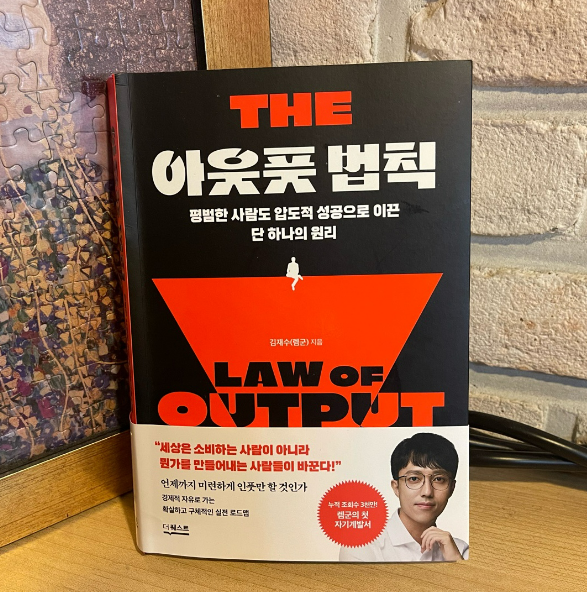 THE
아웃풋 법칙
평범한 사람도 압도적 성공으로 이끈
단 하나의 원리
김재수(렘군) 지음
LAW OF
OUTPUT
“세상은 소비하는 사람이 아니라
뭔가를 만들어내는 사람들이 바꾼다!”
언제까지 미련하게 인풋만 할 것인가
경제적 자유로 가는
확실하고 구체적인 실전 로드맵
더퀘스트
누적 조회수 3천만!
렘군의 첫
자기계발서